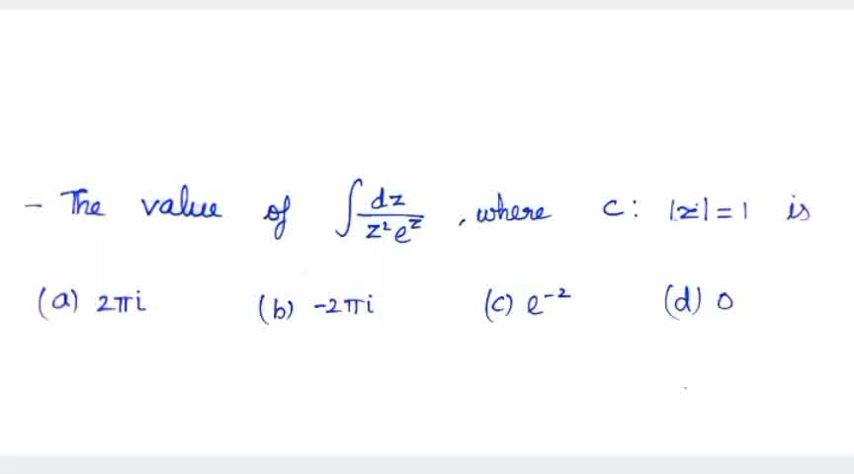 - The value of ∫ dz / z²e^z , where c: |z| = 1 is
(a) 2πi (b) -2πi (c) e^-2 (d) 0